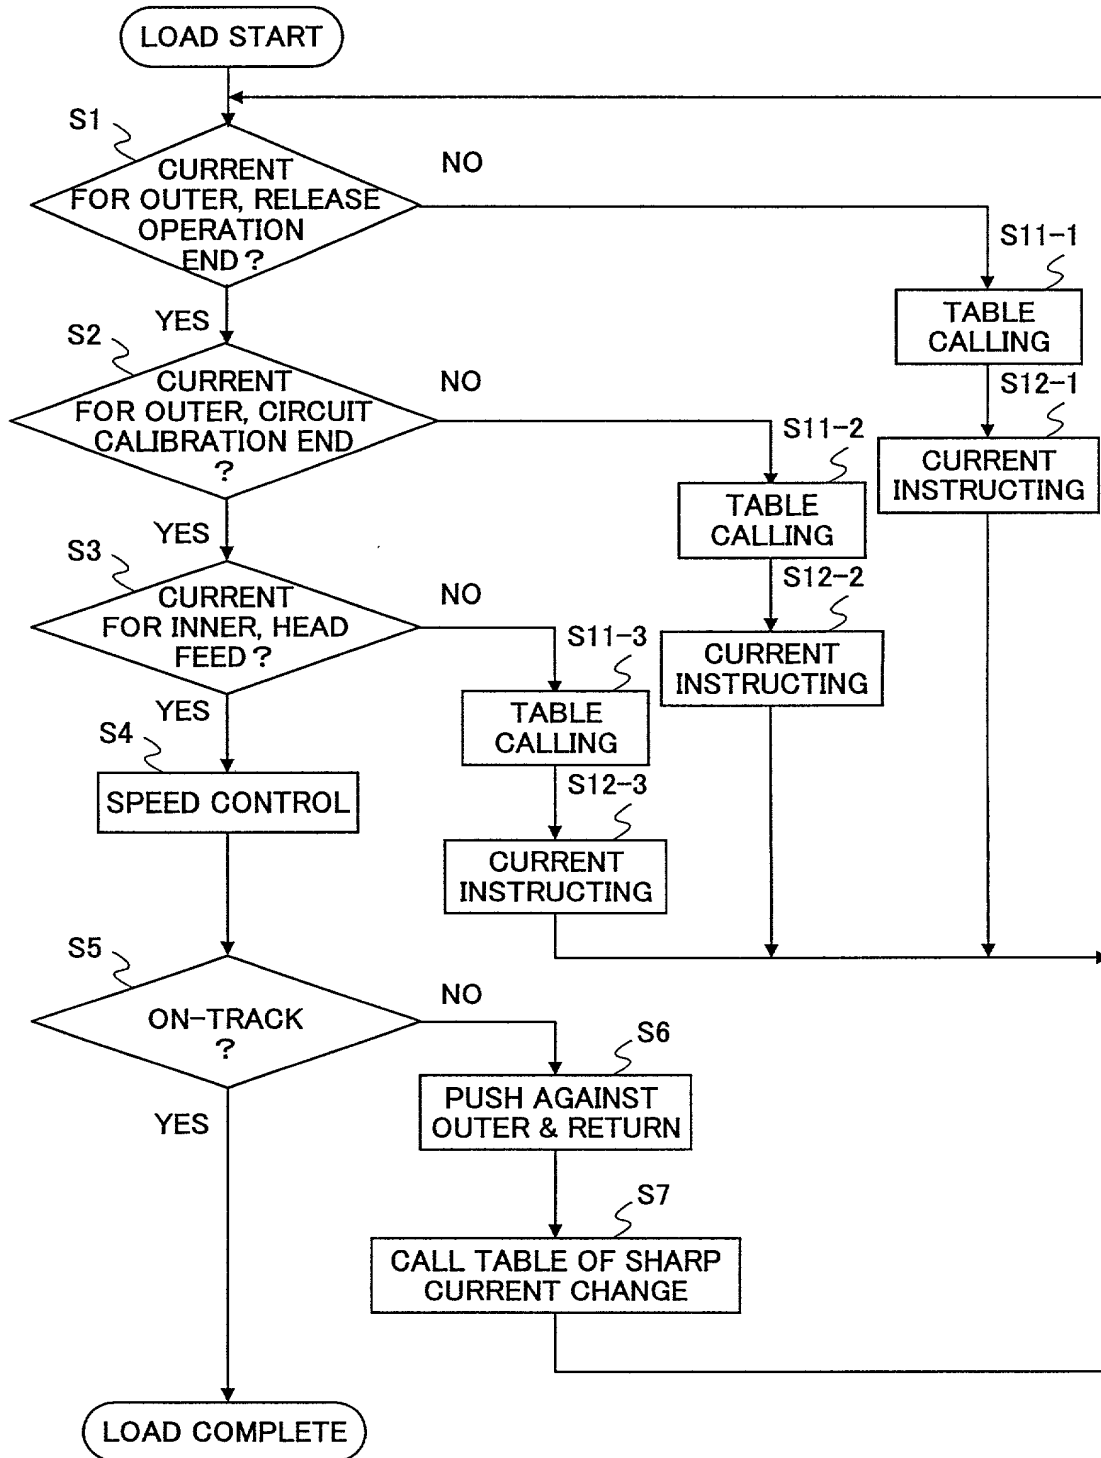 LOAD START
S1
CURRENT
FOR OUTER, RELEASE
OPERATION
END?
NO
YES
S11-1
TABLE
CALLING
S12-1
CURRENT
INSTRUCTING
S2
CURRENT
FOR OUTER, CIRCUIT
CALIBRATION END
?
NO
YES
S11-2
TABLE
CALLING
S12-2
CURRENT
INSTRUCTING
S3
CURRENT
FOR INNER, HEAD
FEED?
NO
YES
S11-3
TABLE
CALLING
S12-3
CURRENT
INSTRUCTING
S4
SPEED CONTROL
S5
ON-TRACK
?
NO
YES
S6
PUSH AGAINST
OUTER & RETURN
S7
CALL TABLE OF SHARP
CURRENT CHANGE
LOAD COMPLETE